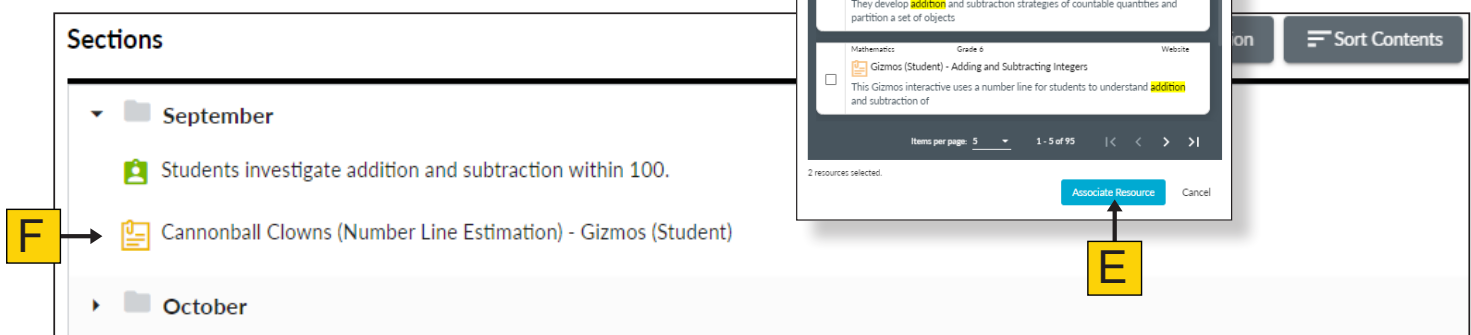 They develop addition and subtraction strategies of countable quantities and
partition a set of objects
Sections
ion
Sort Contents
Mathematics Grade 6 Website
Gizmos (Student) - Adding and Subtracting Integers
This Gizmos interactive uses a number line for students to understand addition
and subtraction of
Items per page: 5 1 - 5 of 95
2 resources selected.
Associate Resource Cancel
E
September
Students investigate addition and subtraction within 100.
F
Cannonball Clowns (Number Line Estimation) - Gizmos (Student)
October